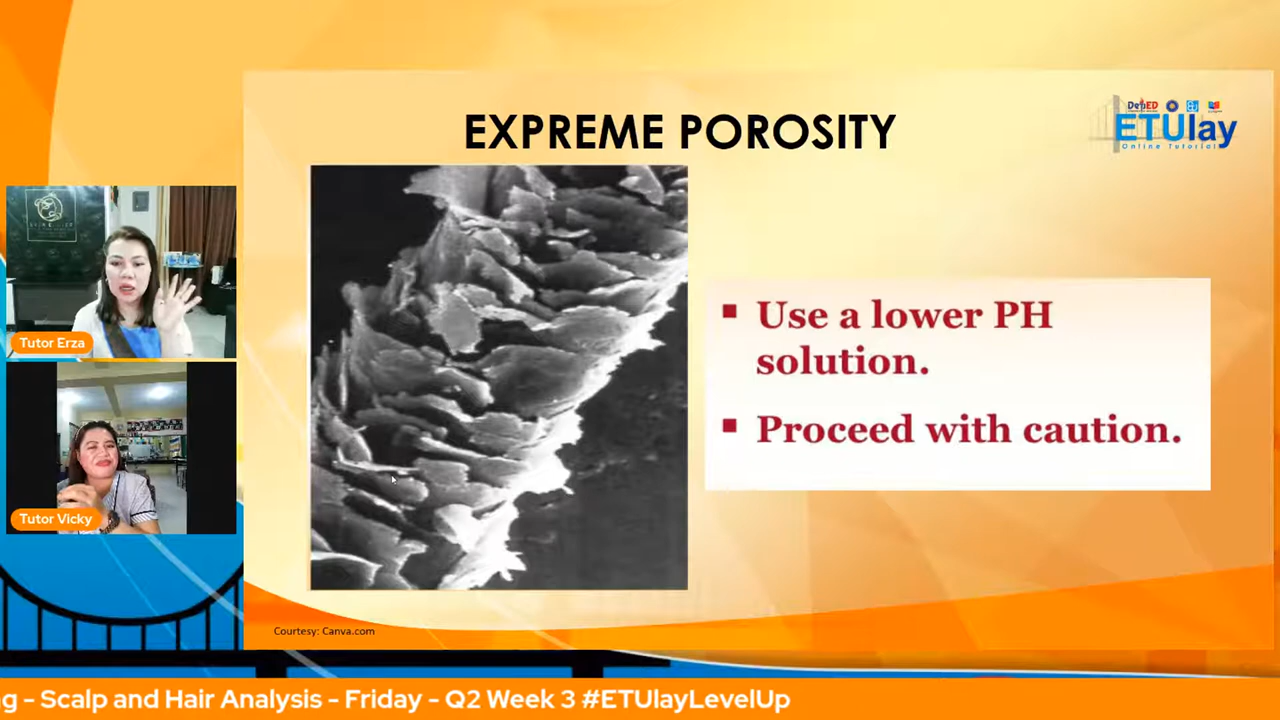 EXPREME POROSITY
DepED
ETUlay
Online Tutorial
Use a lower PH
solution.
Proceed with caution.
Tutor Erza
Tutor Vicky
Courtesy: Canva.com
g - Scalp and Hair Analysis - Friday - Q2 Week 3 #ETUlayLevelUp